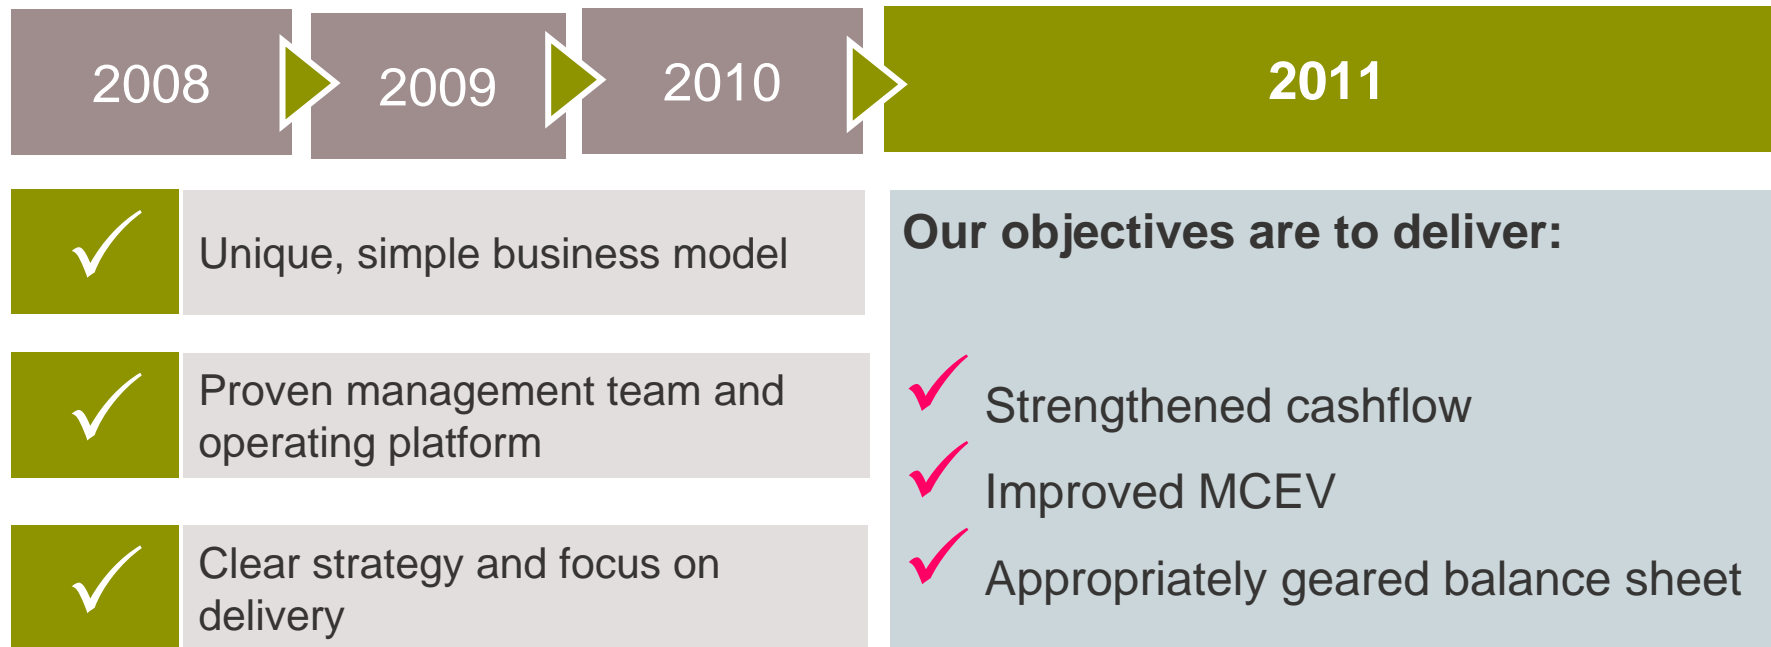 2008
2009
2010
2011
Unique, simple business model
Proven management team and
operating platform
Clear strategy and focus on
delivery
Our objectives are to deliver:
Strengthened cashflow
Improved MCEV
Appropriately geared balance sheet